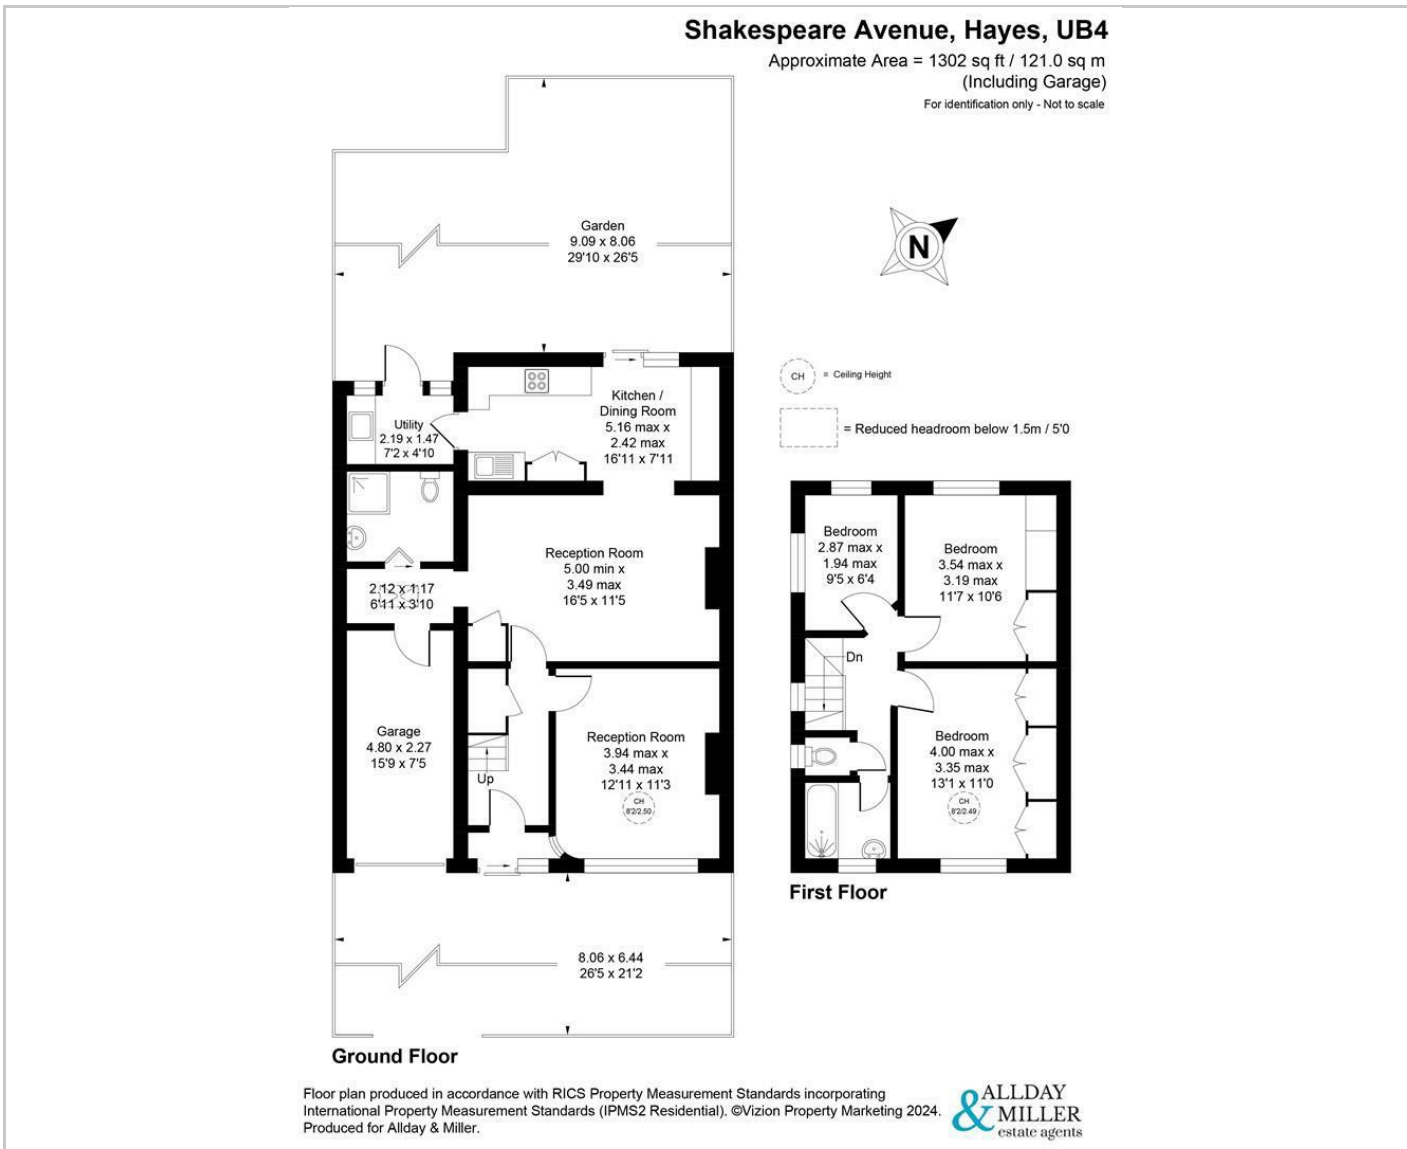 Shakespeare Avenue, Hayes, UB4
Approximate Area = 1302 sq ft / 121.0 sq m
(Including Garage)
For identification only - Not to scale
Garden
9.09 x 8.06
29'10 x 26'5
N
CH
= Ceiling Height
= Reduced headroom below 1.5m / 5'0
Kitchen /
Dining Room
5.16 max x
2.42 max
16'11 x 7'11
Utility
2.19 x 1.47
7'2 x 4'10
Reception Room
5.00 min x
3.49 max
16'5 x 11'5
2.12 x 1.17
6'11 x 3'10
Garage
4.80 x 2.27
15'9 x 7'5
Up
Reception Room
3.94 max x
3.44 max
12'11 x 11'3
CH
8'2/2.50
8.06 x 6.44
26'5 x 21'2
Ground Floor
Bedroom
2.87 max x
1.94 max
9'5 x 6'4
Bedroom
3.54 max x
3.19 max
11'7 x 10'6
Dn
Bedroom
4.00 max x
3.35 max
13'1 x 11'0
CH
8'2/2.49
First Floor
Floor plan produced in accordance with RICS Property Measurement Standards incorporating
International Property Measurement Standards (IPMS2 Residential). ©Vizion Property Marketing 2024.
Produced for Allday & Miller.
ALLDAY
& MILLER
estate agents